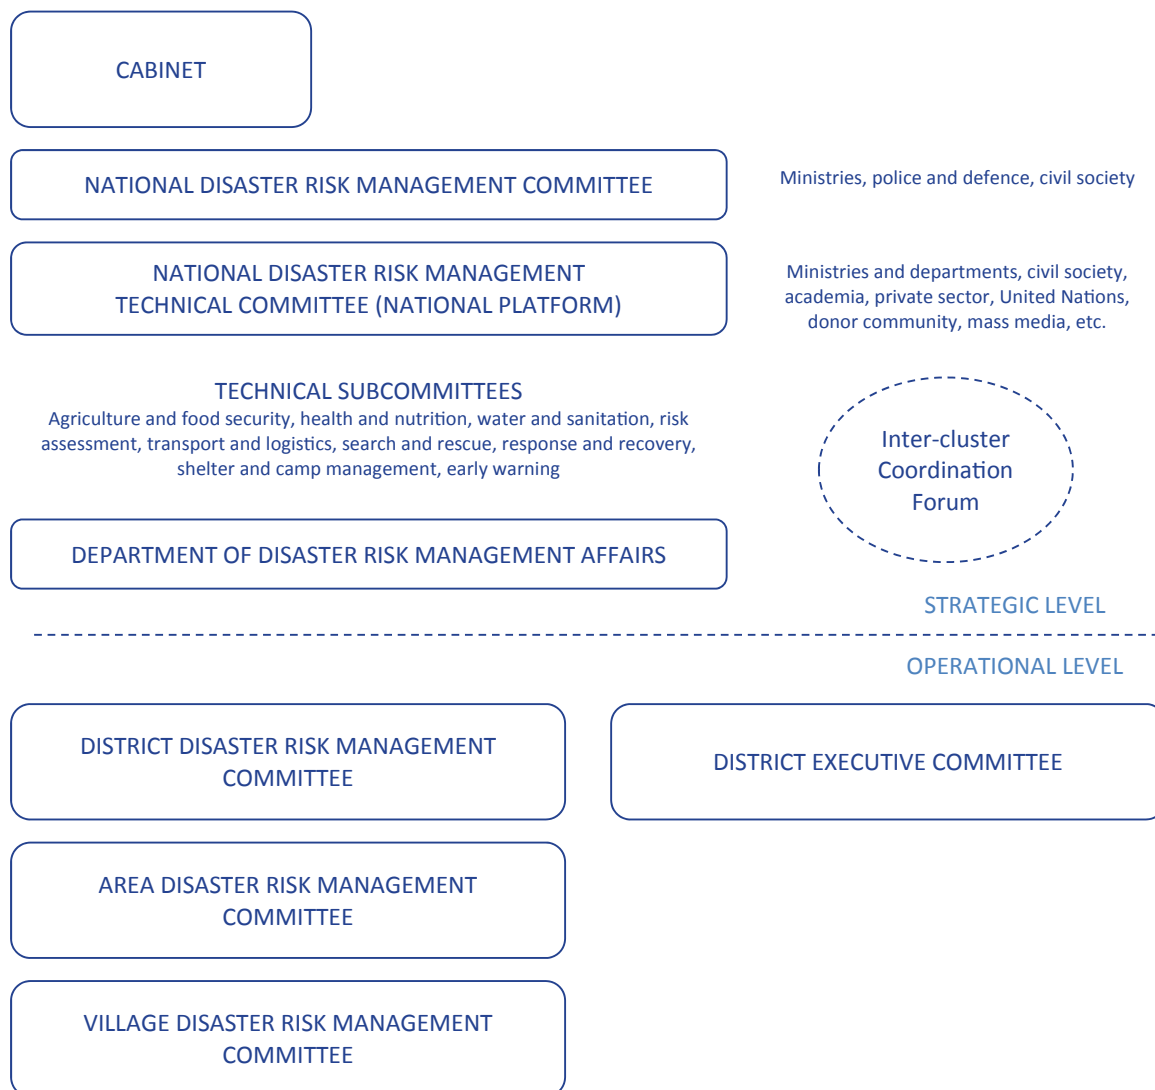 CABINET
NATIONAL DISASTER RISK MANAGEMENT COMMITTEE
Ministries, police and defence, civil society
NATIONAL DISASTER RISK MANAGEMENT
TECHNICAL COMMITTEE (NATIONAL PLATFORM)
Ministries and departments, civil society,
academia, private sector, United Nations,
donor community, mass media, etc.
TECHNICAL SUBCOMMITTEES
Agriculture and food security, health and nutrition, water and sanitation, risk
assessment, transport and logistics, search and rescue, response and recovery,
shelter and camp management, early warning
Inter-cluster
Coordination
Forum
DEPARTMENT OF DISASTER RISK MANAGEMENT AFFAIRS
STRATEGIC LEVEL
OPERATIONAL LEVEL
DISTRICT DISASTER RISK MANAGEMENT
COMMITTEE
DISTRICT EXECUTIVE COMMITTEE
AREA DISASTER RISK MANAGEMENT
COMMITTEE
VILLAGE DISASTER RISK MANAGEMENT
COMMITTEE